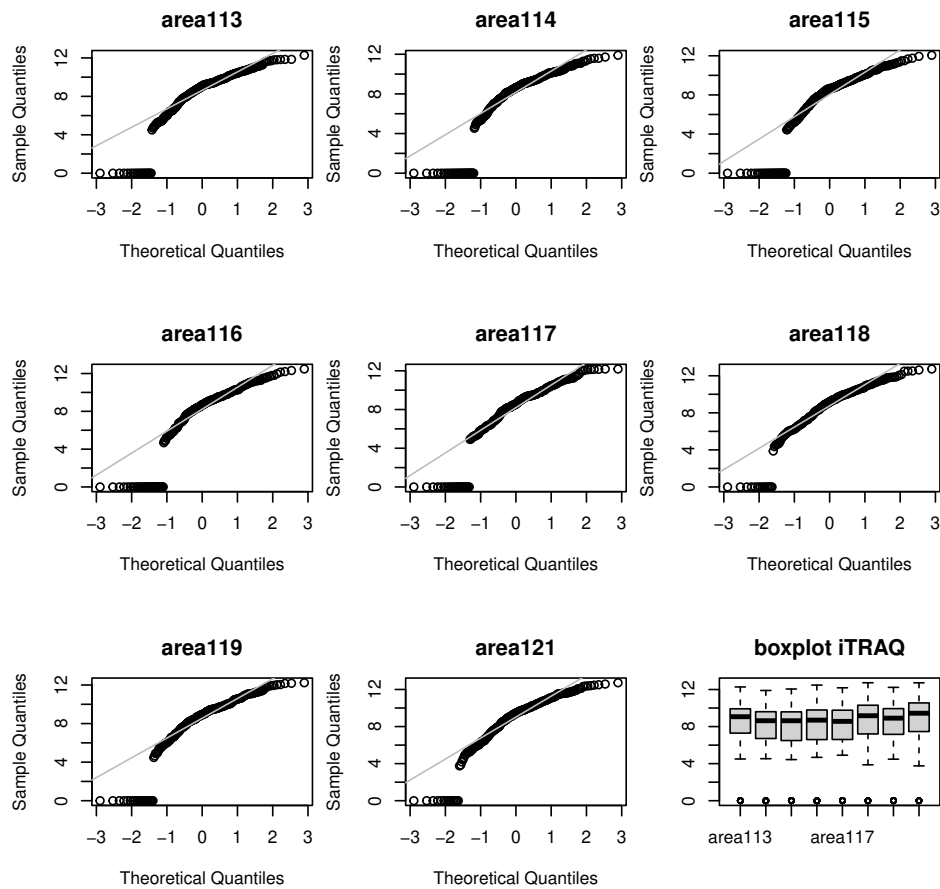 area113
Sample Quantiles
0 4 8 12
−3 −2 −1 0 1 2 3
Theoretical Quantiles
area114
Sample Quantiles
0 4 8 12
−3 −2 −1 0 1 2 3
Theoretical Quantiles
area115
Sample Quantiles
0 4 8 12
−3 −2 −1 0 1 2 3
Theoretical Quantiles
area116
Sample Quantiles
0 4 8 12
−3 −2 −1 0 1 2 3
Theoretical Quantiles
area117
Sample Quantiles
0 4 8 12
−3 −2 −1 0 1 2 3
Theoretical Quantiles
area118
Sample Quantiles
0 4 8 12
−3 −2 −1 0 1 2 3
Theoretical Quantiles
area119
Sample Quantiles
0 4 8 12
−3 −2 −1 0 1 2 3
Theoretical Quantiles
area121
Sample Quantiles
0 4 8 12
−3 −2 −1 0 1 2 3
Theoretical Quantiles
boxplot iTRAQ
0 4 8 12
area113 area117